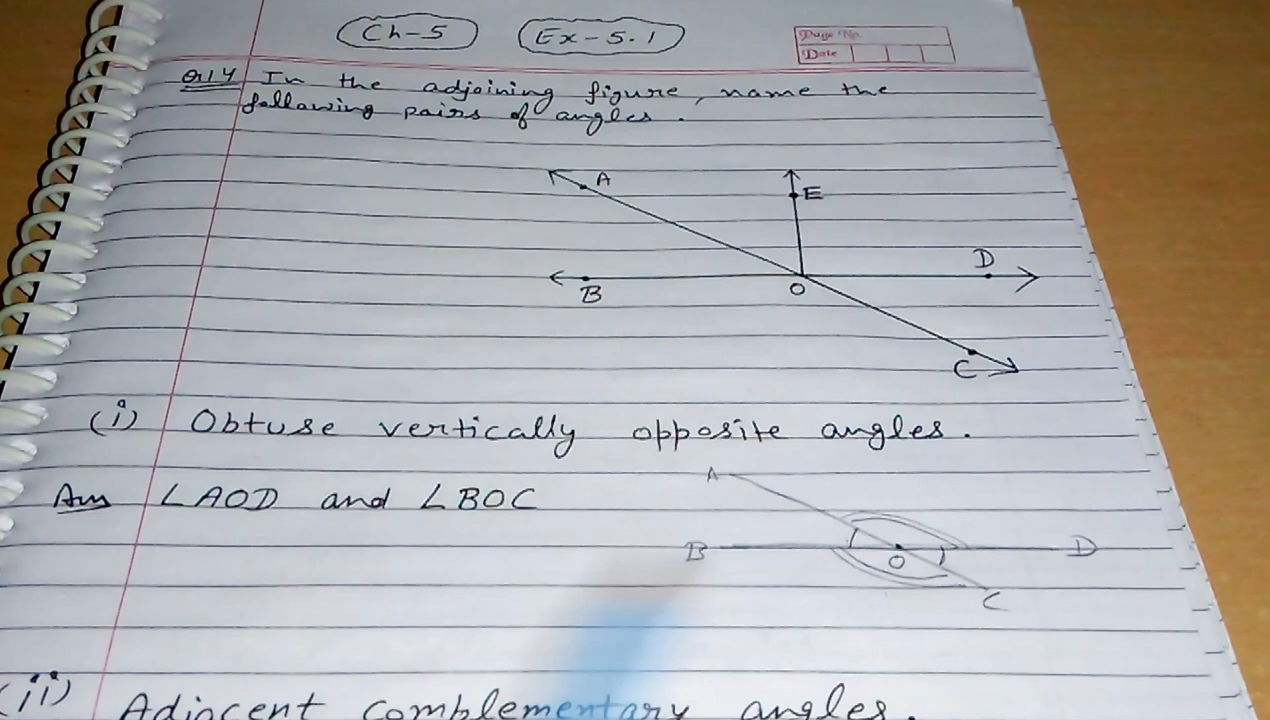 Ch-5 Ex-5.1
Page No.
Date
Q14 In the adjoining figure, name the
following pairs of angles.
A
E
D
B
O
C
(i) Obtuse vertically opposite angles.
A
Ans ∠AOD and ∠BOC
B
O
D
C
(ii) Adjacent complementary angles.